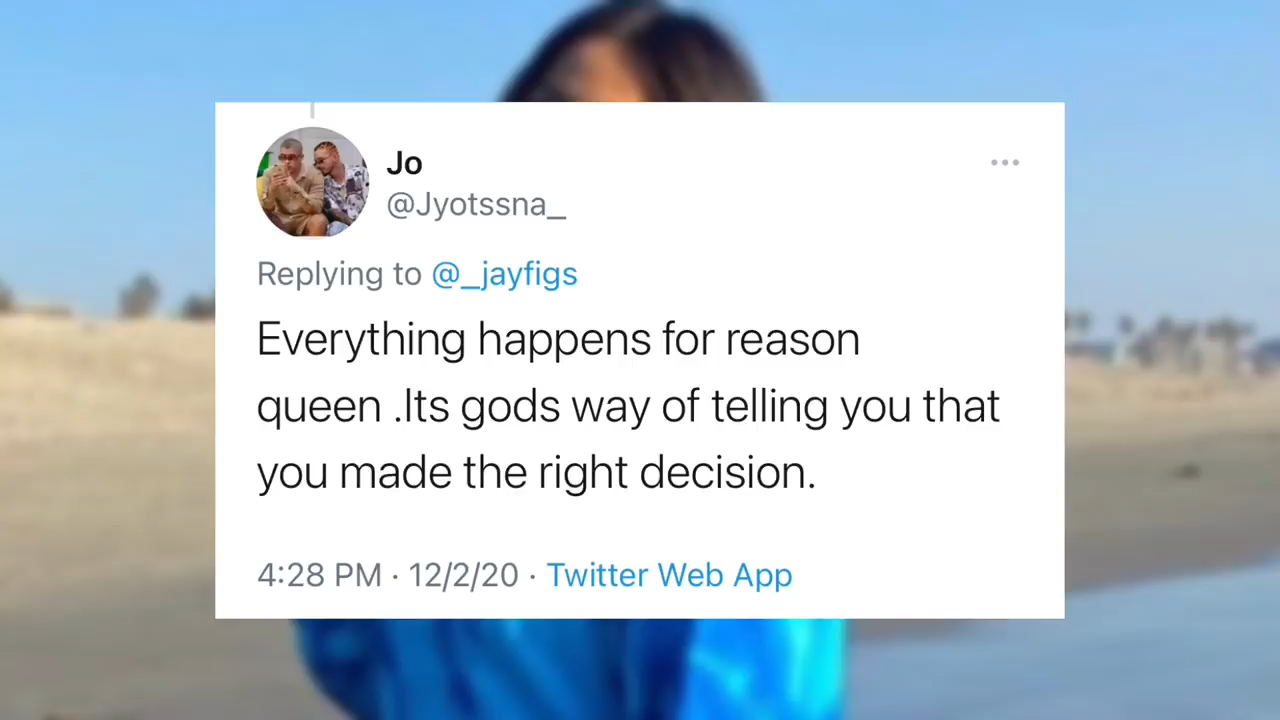 Jo
@Jyotssna_
Replying to @_jayfigs
Everything happens for reason
queen .Its gods way of telling you that
you made the right decision.
4:28 PM · 12/2/20 · Twitter Web App